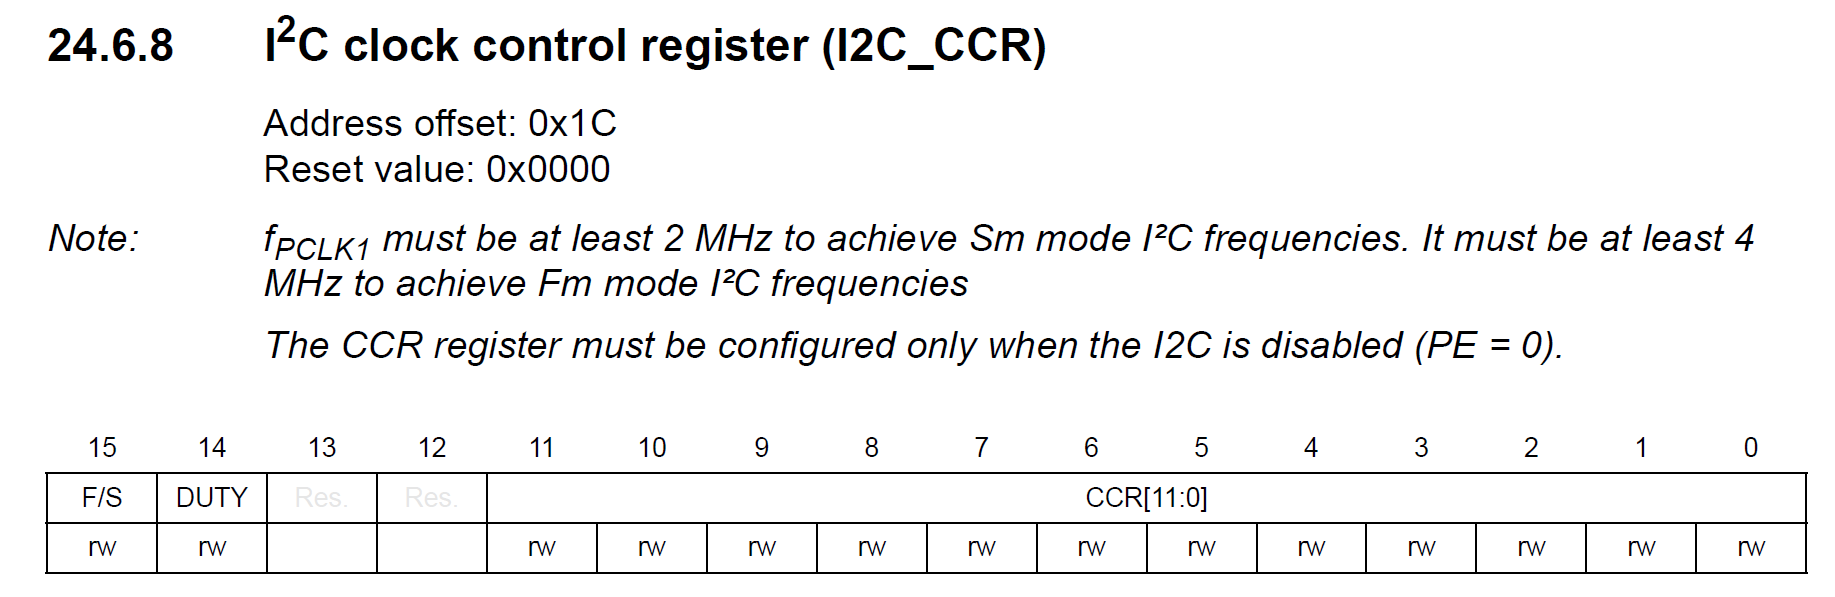 24.6.8 I²C clock control register (I2C_CCR)
Address offset: 0x1C
Reset value: 0x0000
Note: fPCLK1 must be at least 2 MHz to achieve Sm mode I²C frequencies. It must be at least 4
MHz to achieve Fm mode I²C frequencies
The CCR register must be configured only when the I2C is disabled (PE = 0).
15 14 13 12 11 10 9 8 7 6 5 4 3 2 1 0
F/S DUTY Res. Res. CCR[11:0]
rw rw rw rw rw rw rw rw rw rw rw rw rw rw